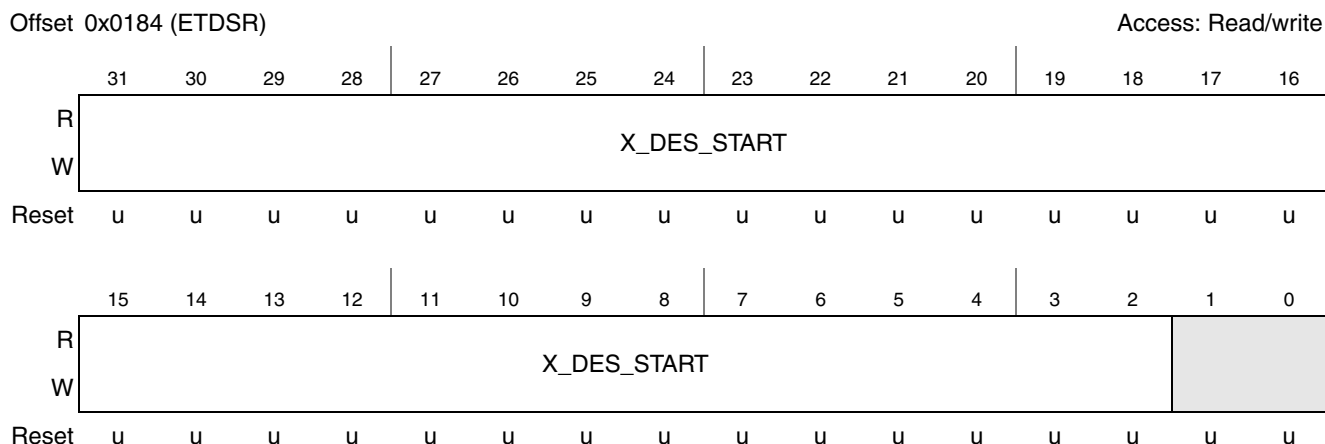 Offset 0x0184 (ETDSR) Access: Read/write
31 30 29 28 27 26 25 24 23 22 21 20 19 18 17 16
R
X_DES_START
W
Reset u u u u u u u u u u u u u u u u
15 14 13 12 11 10 9 8 7 6 5 4 3 2 1 0
R
X_DES_START
W
Reset u u u u u u u u u u u u u u u u